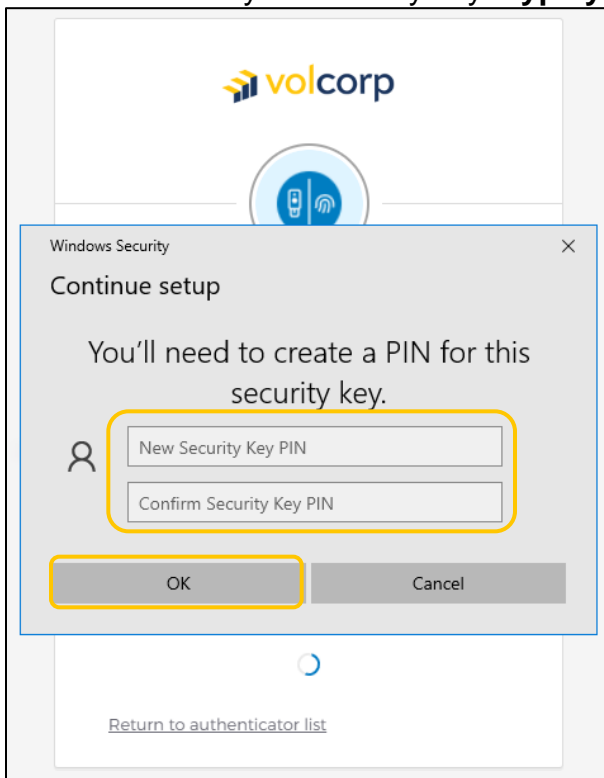 volcorp
Windows Security
Continue setup
You'll need to create a PIN for this
security key.
New Security Key PIN
Confirm Security Key PIN
OK Cancel
Return to authenticator list